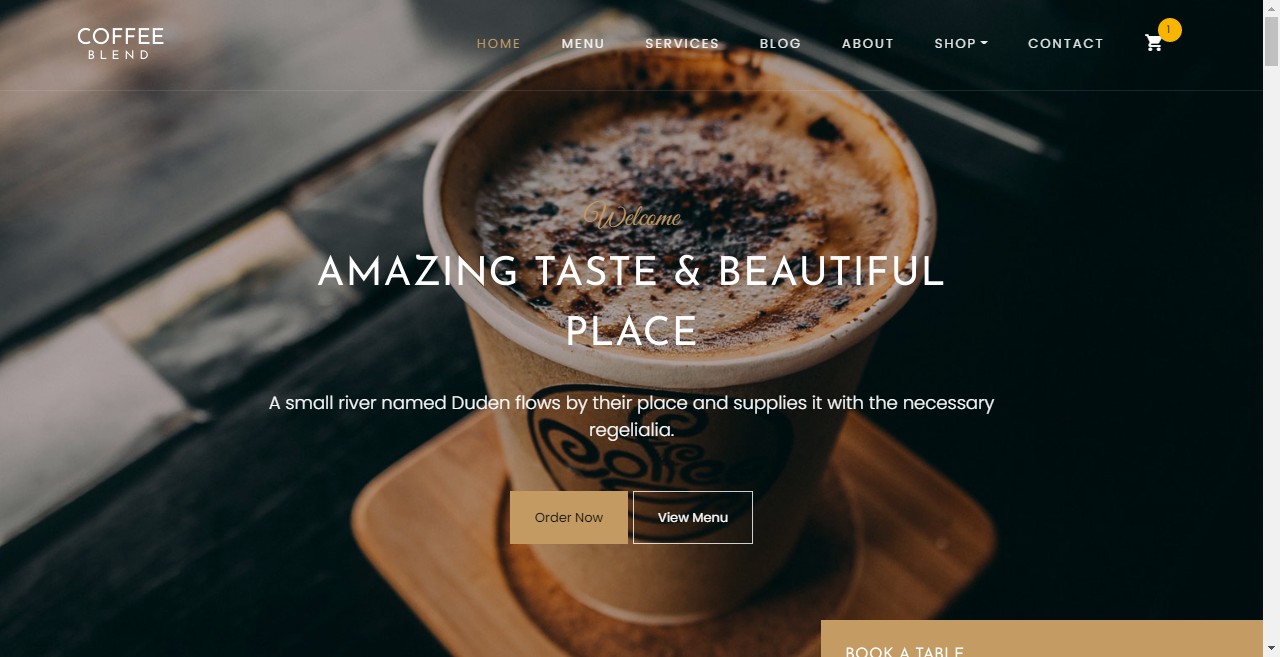 COFFEE
BLEND
HOME MENU SERVICES BLOG ABOUT SHOP CONTACT 1
Welcome
AMAZING TASTE & BEAUTIFUL
PLACE
A small river named Duden flows by their place and supplies it with the necessary
regelialia.
Coffee
Order Now View Menu
BOOK A TABLE